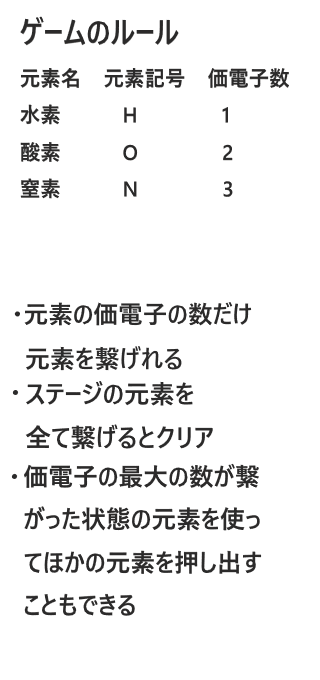 ゲームのルール
元素名 元素記号 価電子数
水素 H 1
酸素 O 2
窒素 N 3
・元素の価電子の数だけ
元素を繋げれる
・ステージの元素を
全て繋げるとクリア
・価電子の最大の数が繋
がった状態の元素を使っ
てほかの元素を押し出す
こともできる